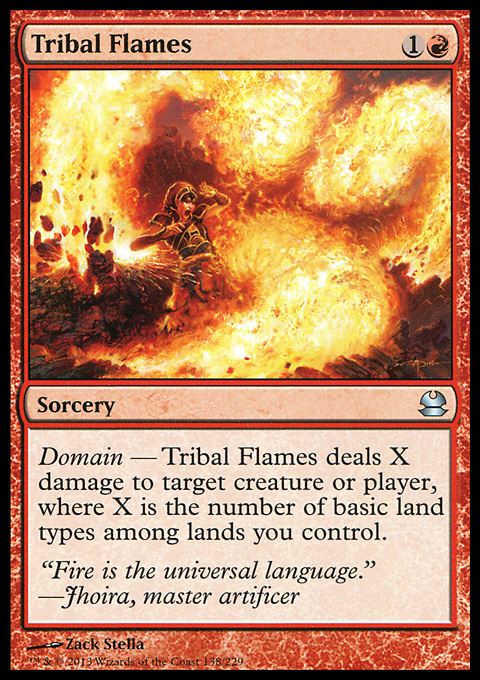 Tribal Flames 1
Sorcery
Domain — Tribal Flames deals X
damage to target creature or player,
where X is the number of basic land
types among lands you control.
“Fire is the universal language.”
—Jhoira, master artificer
Zack Stella
™ & © 2013 Wizards of the Coast 138/229